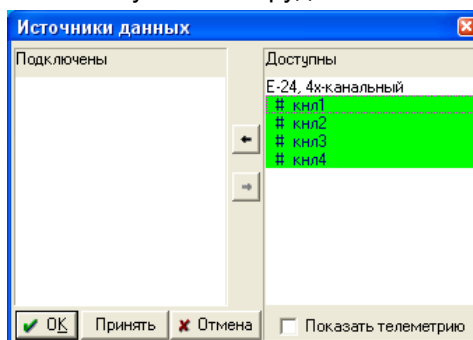 Источники данных
Подключены
Доступны
E-24, 4х-канальный
# кнл1
# кнл2
# кнл3
# кнл4
OK
Принять
Отмена
Показать телеметрию